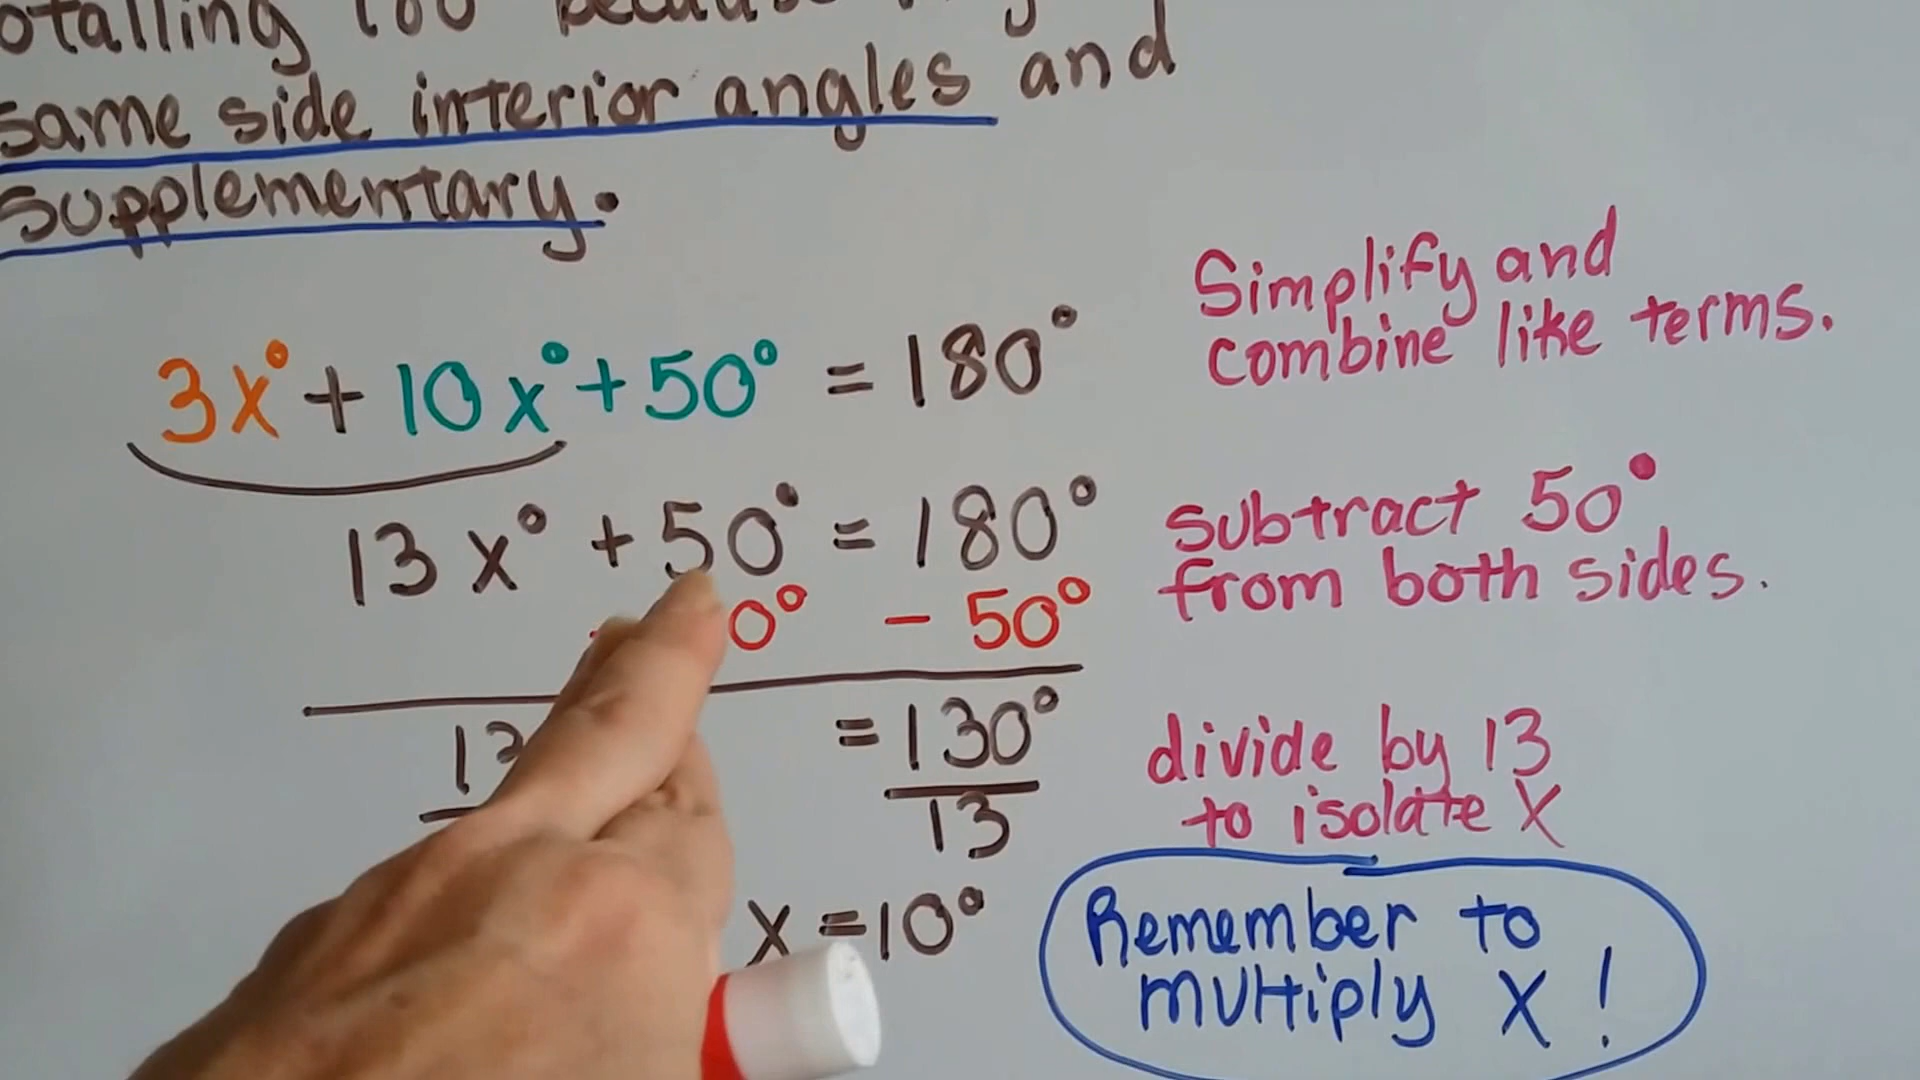 same side interior angles and
supplementary.
3x° + 10x° + 50° = 180°
Simplify and
combine like terms.
13x° + 50° = 180°
0° - 50°
subtract 50°
from both sides.
= 130°
13
divide by 13
to isolate X
x = 10°
Remember to
multiply X!